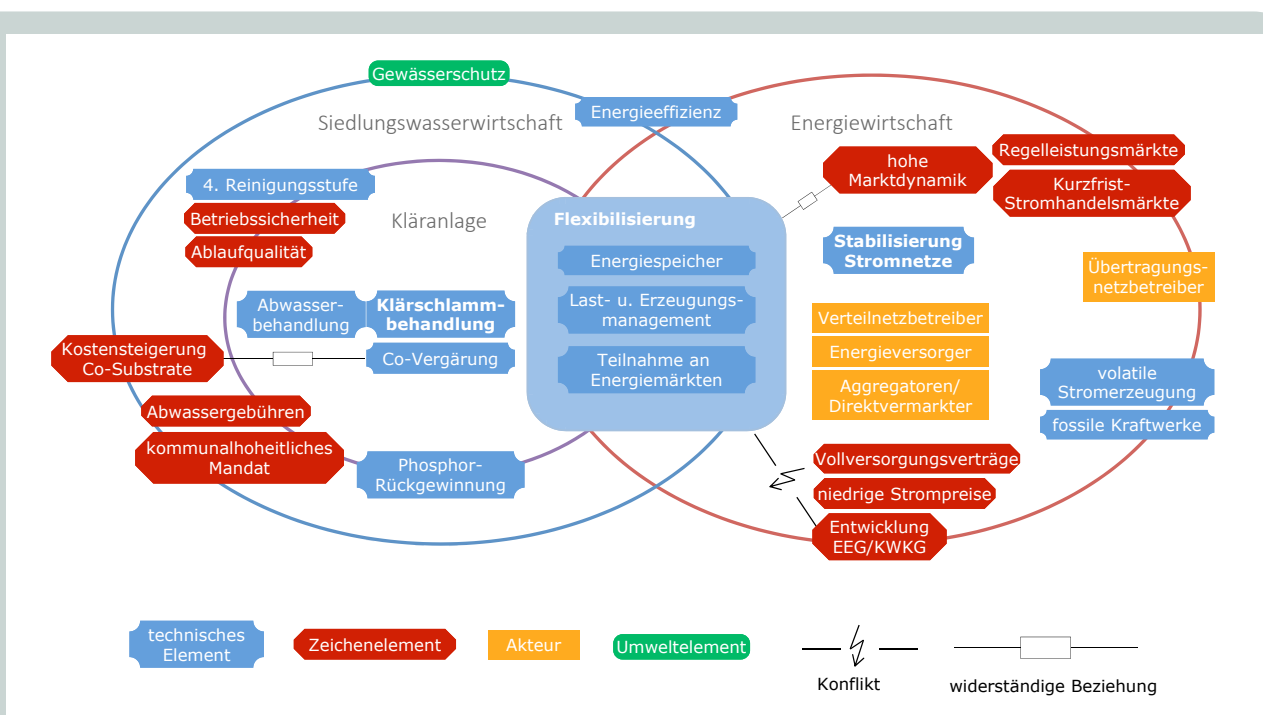 Gewässerschutz
Siedlungswasserwirtschaft
Energieeffizienz
Energiewirtschaft
hohe
Marktdynamik
Regelleistungsmärkte
Kurzfrist-
Stromhandelsmärkte
4. Reinigungsstufe
Betriebssicherheit
Ablaufqualität
Kläranlage
Flexibilisierung
Energiespeicher
Last- u. Erzeugungs-
management
Teilnahme an
Energiemärkten
Stabilisierung
Stromnetze
Übertragungs-
netzbetreiber
Abwasser-
behandlung
Klärschlamm-
behandlung
Kostensteigerung
Co-Substrate
Co-Vergärung
Verteilnetzbetreiber
Energieversorger
Aggregatoren/
Direktvermarkter
volatile
Stromerzeugung
fossile Kraftwerke
Abwassergebühren
kommunalhoheitliches
Mandat
Phosphor-
Rückgewinnung
Vollversorgungsverträge
niedrige Strompreise
Entwicklung
EEG/KWKG
technisches
Element
Zeichenelement
Akteur
Umweltelement
Konflikt
widerständige Beziehung